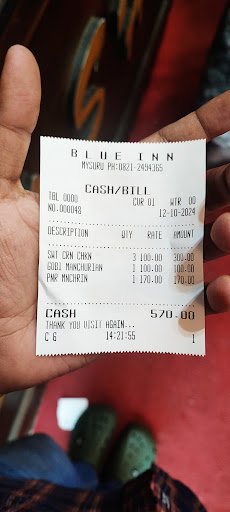 BLUE INN
MYSURU PH:0821-2494365
CASH/BILL
TBL 0000 CUR 01 WTR 00
NO.000048 12-10-2024
DESCRIPTION QTY RATE AMOUNT
SWT CRN CHKN 3 100.00 300.00
GOBI MANCHURIAN 1 100.00 100.00
PNR MNCHRIN 1 170.00 170.00
CASH 570.00
THANK YOU VISIT AGAIN...
C 6 14:21:55 1